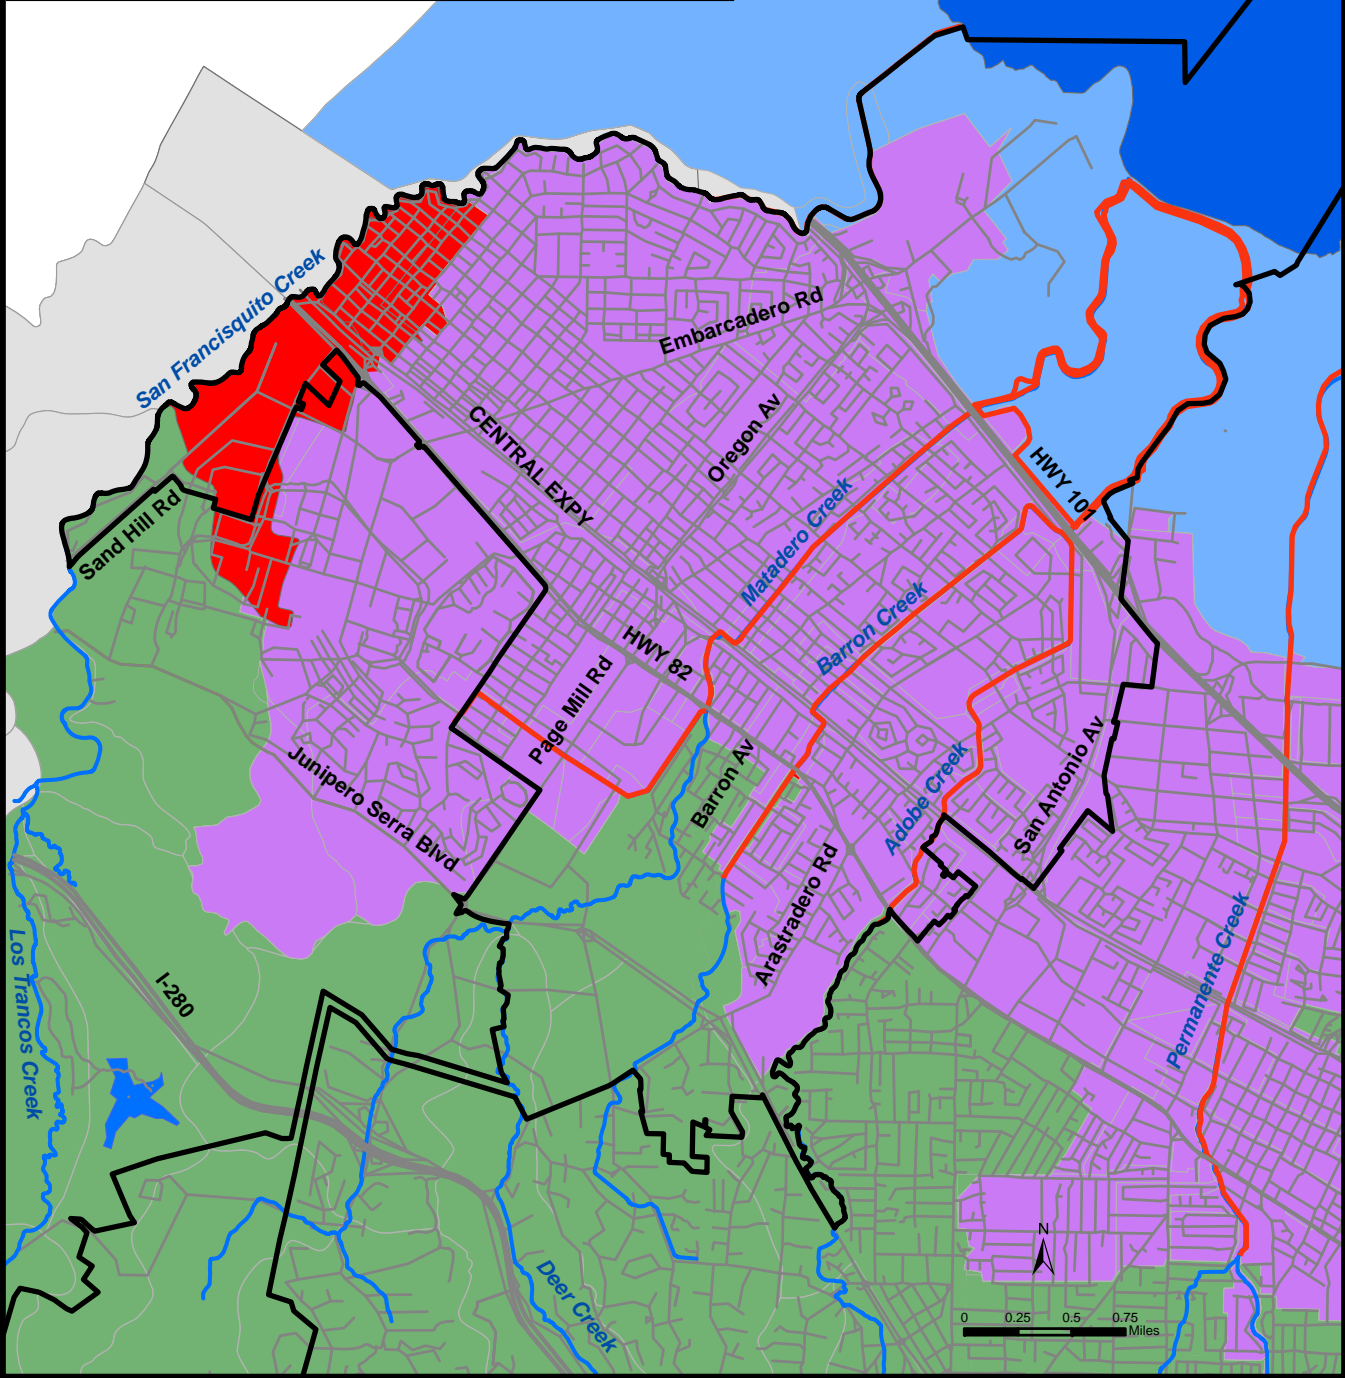 San Francisquito Creek
Embarcadero Rd
Oregon Av
CENTRAL EXPY
HWY 101
Matadero Creek
Sand Hill Rd
Barron Creek
HWY 82
Page Mill Rd
Junipero Serra Blvd
Barron Av
Adobe Creek
San Antonio Av
Arastradero Rd
Permanente Creek
Los Trancos Creek
I-280
Deer Creek
N
0 0.25 0.5 0.75
Miles